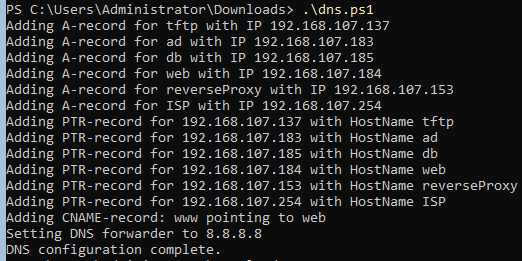 PS C:\Users\Administrator\Downloads> .\dns.ps1
Adding A-record for tftp with IP 192.168.107.137
Adding A-record for ad with IP 192.168.107.183
Adding A-record for db with IP 192.168.107.185
Adding A-record for web with IP 192.168.107.184
Adding A-record for reverseProxy with IP 192.168.107.153
Adding A-record for ISP with IP 192.168.107.254
Adding PTR-record for 192.168.107.137 with HostName tftp
Adding PTR-record for 192.168.107.183 with HostName ad
Adding PTR-record for 192.168.107.185 with HostName db
Adding PTR-record for 192.168.107.184 with HostName web
Adding PTR-record for 192.168.107.153 with HostName reverseProxy
Adding PTR-record for 192.168.107.254 with HostName ISP
Adding CNAME-record: www pointing to web
Setting DNS forwarder to 8.8.8.8
DNS configuration complete.